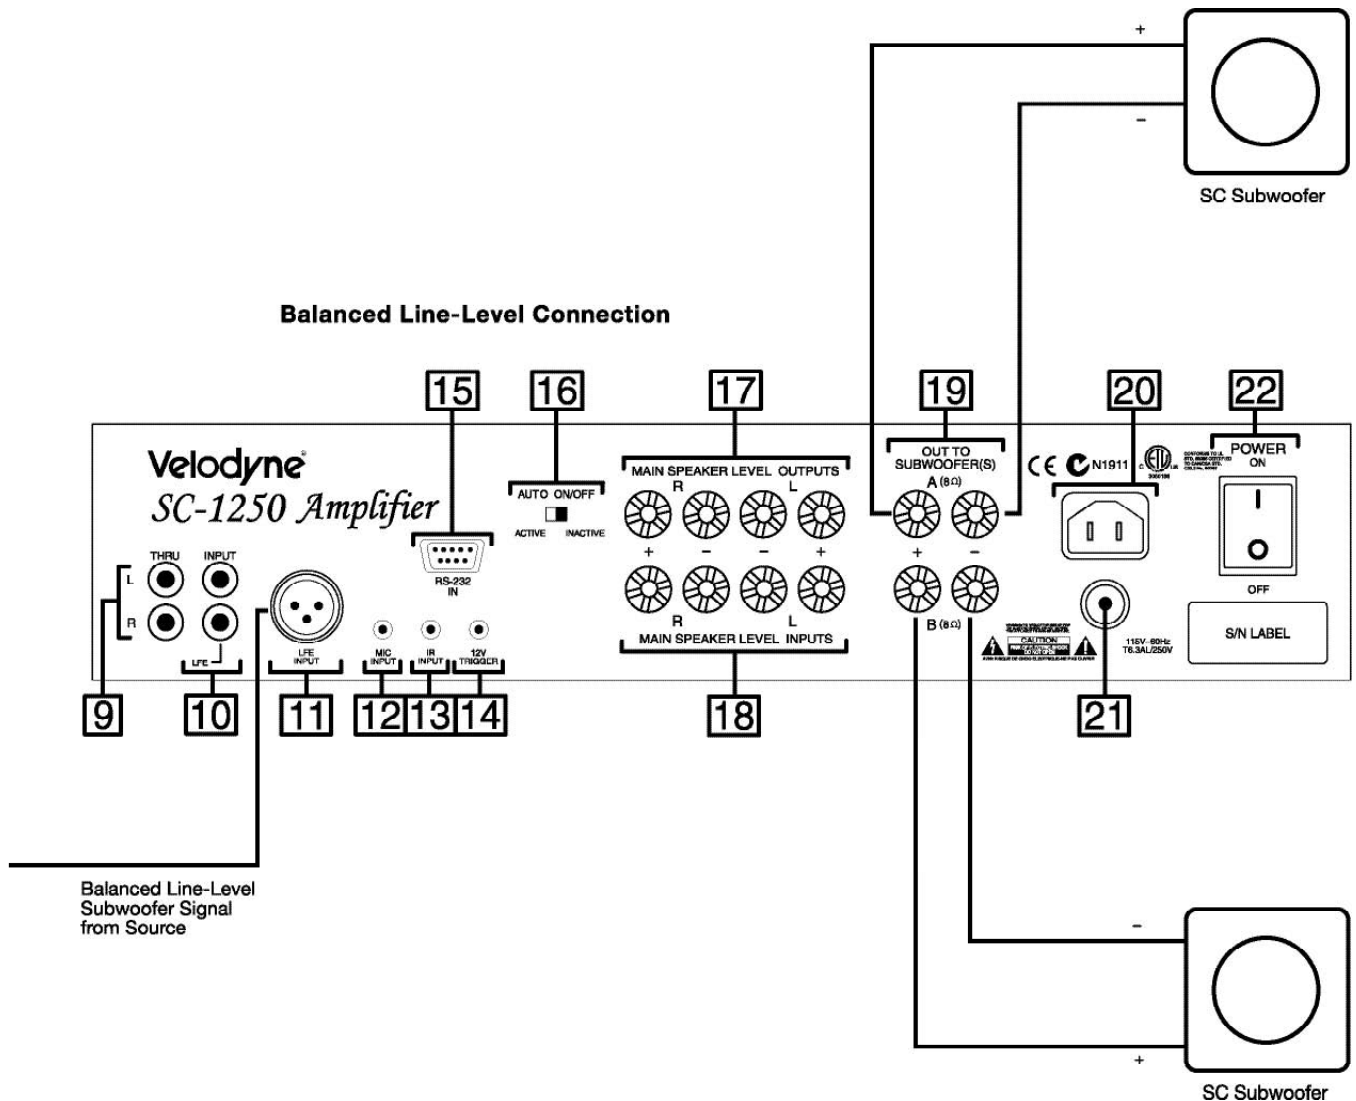 +
-
SC Subwoofer
Balanced Line-Level Connection
15
16
17
19
20
22
Velodyne
SC-1250 Amplifier
AUTO ON/OFF
ACTIVE INACTIVE
MAIN SPEAKER LEVEL OUTPUTS
R L
OUT TO
SUBWOOFER(S)
A (8Ω)
CE
N1911
C ETL US
POWER
ON
THRU INPUT
L
R
LFE
LFE
INPUT
RS-232
IN
MIC
INPUT
IR
INPUT
12V
TRIGGER
+ - - +
R L
MAIN SPEAKER LEVEL INPUTS
+ -
B (8Ω)
CAUTION
115V~60Hz
T6.3AL/250V
OFF
S/N LABEL
9
10
11
12
13
14
18
21
Balanced Line-Level
Subwoofer Signal
from Source
-
+
SC Subwoofer